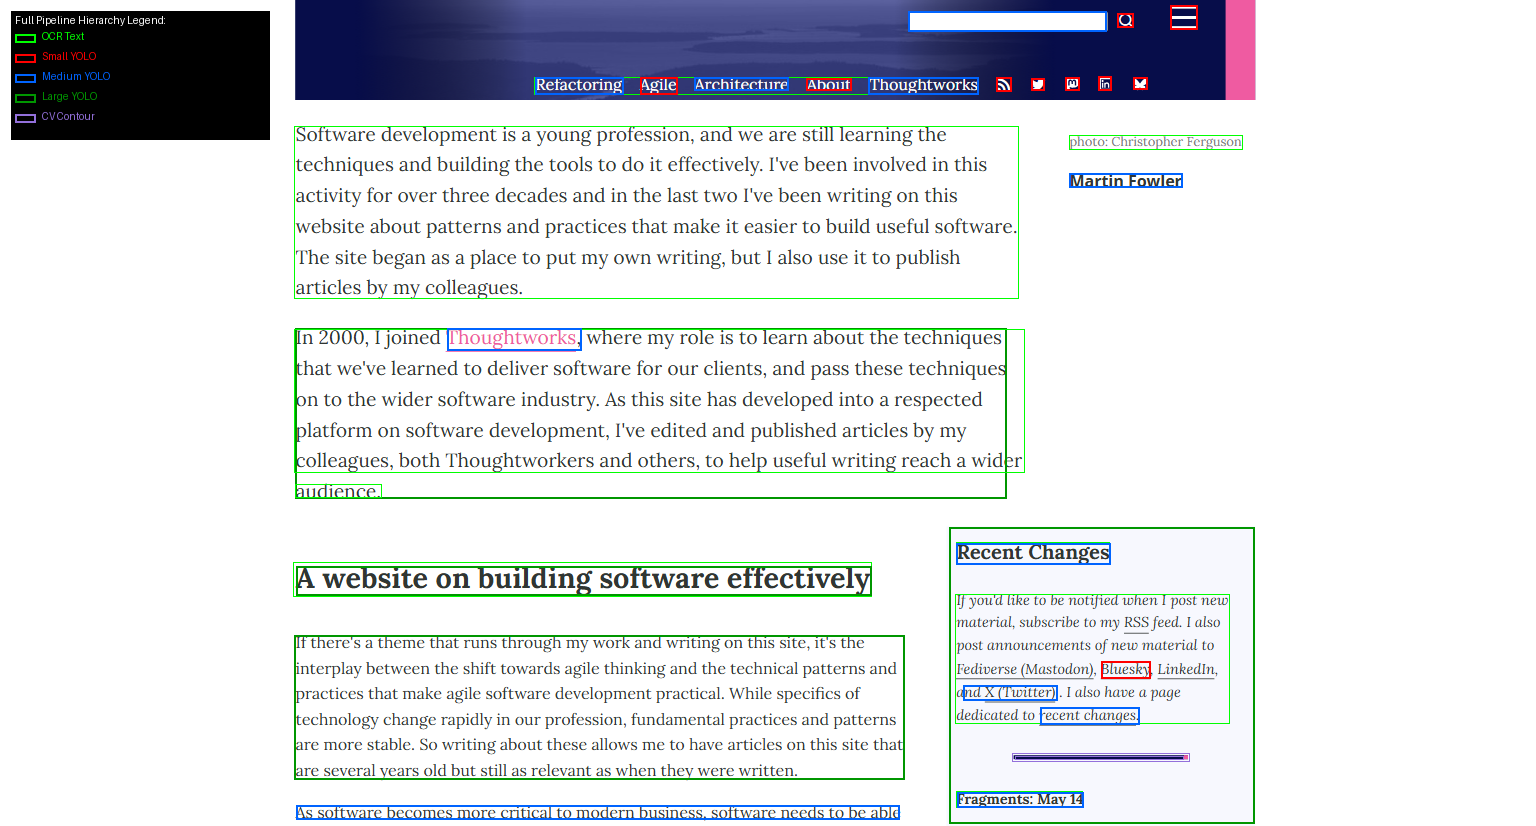 Full Pipeline Hierarchy Legend:
OCR Text
Small YOLO
Medium YOLO
Large YOLO
CV Contour
Refactoring Agile Architecture About Thoughtworks
Software development is a young profession, and we are still learning the
techniques and building the tools to do it effectively. I've been involved in this
activity for over three decades and in the last two I've been writing on this
website about patterns and practices that make it easier to build useful software.
The site began as a place to put my own writing, but I also use it to publish
articles by my colleagues.
photo: Christopher Ferguson
Martin Fowler
In 2000, I joined Thoughtworks, where my role is to learn about the techniques
that we've learned to deliver software for our clients, and pass these techniques
on to the wider software industry. As this site has developed into a respected
platform on software development, I've edited and published articles by my
colleagues, both Thoughtworkers and others, to help useful writing reach a wider
audience.
A website on building software effectively
If there's a theme that runs through my work and writing on this site, it's the
interplay between the shift towards agile thinking and the technical patterns and
practices that make agile software development practical. While specifics of
technology change rapidly in our profession, fundamental practices and patterns
are more stable. So writing about these allows me to have articles on this site that
are several years old but still as relevant as when they were written.
As software becomes more critical to modern business, software needs to be able
Recent Changes
If you'd like to be notified when I post new
material, subscribe to my RSS feed. I also
post announcements of new material to
Fediverse (Mastodon), Bluesky, LinkedIn,
and X (Twitter) . I also have a page
dedicated to recent changes.
Fragments: May 14